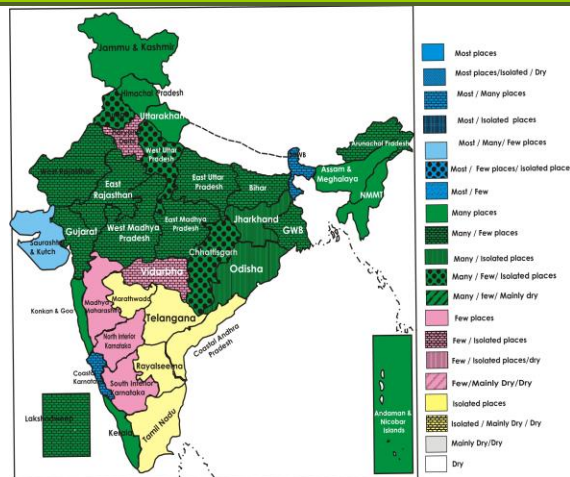 Jammu & Kashmir
Himachal Pradesh
Uttarakhan
West Uttar
Pradesh
West Rajasthan
East
Rajasthan
East Uttar
Pradesh
Bihar
Arunachal Pradesh
Assam &
Meghalaya
NMMT
Jharkhand
GWB
Gujarat
West Madhya
Pradesh
East Madhya
Pradesh
Chhattisgarh
Odisha
Saurashtra
& Kutch
Vidarbha
Madhya
Maharashtra
Marathwada
Konkan & Goa
Telangana
Coastal Andhra
Pradesh
North Interior
Karnataka
Rayalseema
Coastal
Karnataka
South Interior
Karnataka
Tamil Nadu
Kerala
Lakshadweep
Andaman &
Nicobar
Islands
Most places
Most places/Isolated / Dry
Most / Many places
Most / Isolated places
Most / Many/Few places
Most / Few places/ Isolated place
Most / Few
Many places
Many / Few places
Many / Isolated places
Many / Few/ Isolated places
Many / few/ Mainly dry
Few places
Few / Isolated places
Few / Isolated places/dry
Few/Mainly Dry/Dry
Isolated places
Isolated / Mainly Dry / Dry
Mainly Dry/Dry
Dry